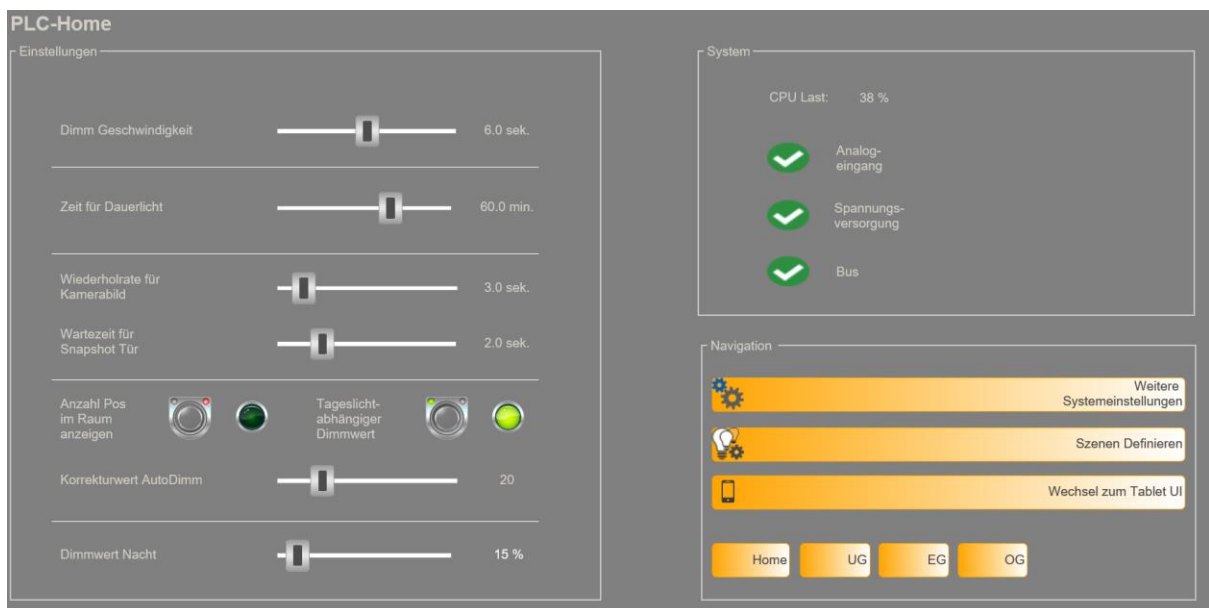 PLC-Home
Einstellungen
Dimm Geschwindigkeit
6.0 sek.
Zeit für Dauerlicht
60.0 min.
Wiederholrate für
Kamerabild
3.0 sek.
Wartezeit für
Snapshot Tür
2.0 sek.
Anzahl Pos
im Raum
anzeigen
Tageslicht-
abhängiger
Dimmwert
Korrekturwert AutoDimm
20
Dimmwert Nacht
15 %
System
CPU Last: 38 %
Analog-
eingang
Spannungs-
versorgung
Bus
Navigation
Weitere
Systemeinstellungen
Szenen Definieren
Wechsel zum Tablet UI
Home
UG
EG
OG